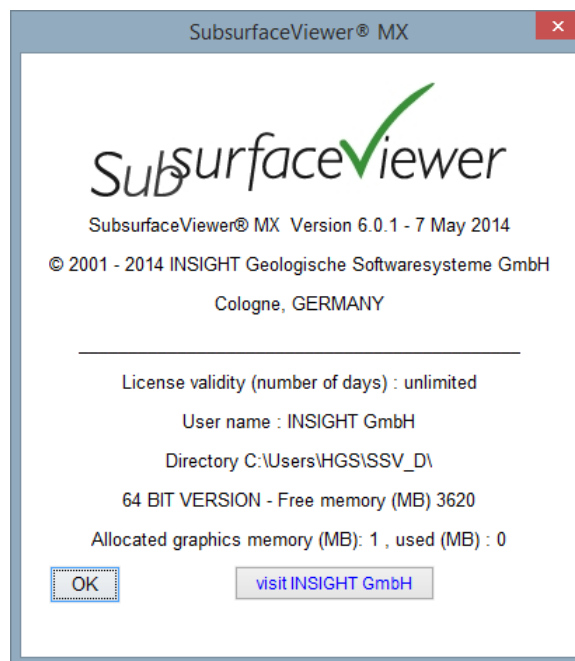 SubsurfaceViewer® MX
SubsurfaceViewer
SubsurfaceViewer® MX Version 6.0.1 - 7 May 2014
© 2001 - 2014 INSIGHT Geologische Softwaresysteme GmbH
Cologne, GERMANY
License validity (number of days) : unlimited
User name : INSIGHT GmbH
Directory C:\Users\HGS\SSV_D\
64 BIT VERSION - Free memory (MB) 3620
Allocated graphics memory (MB): 1 , used (MB) : 0
OK visit INSIGHT GmbH